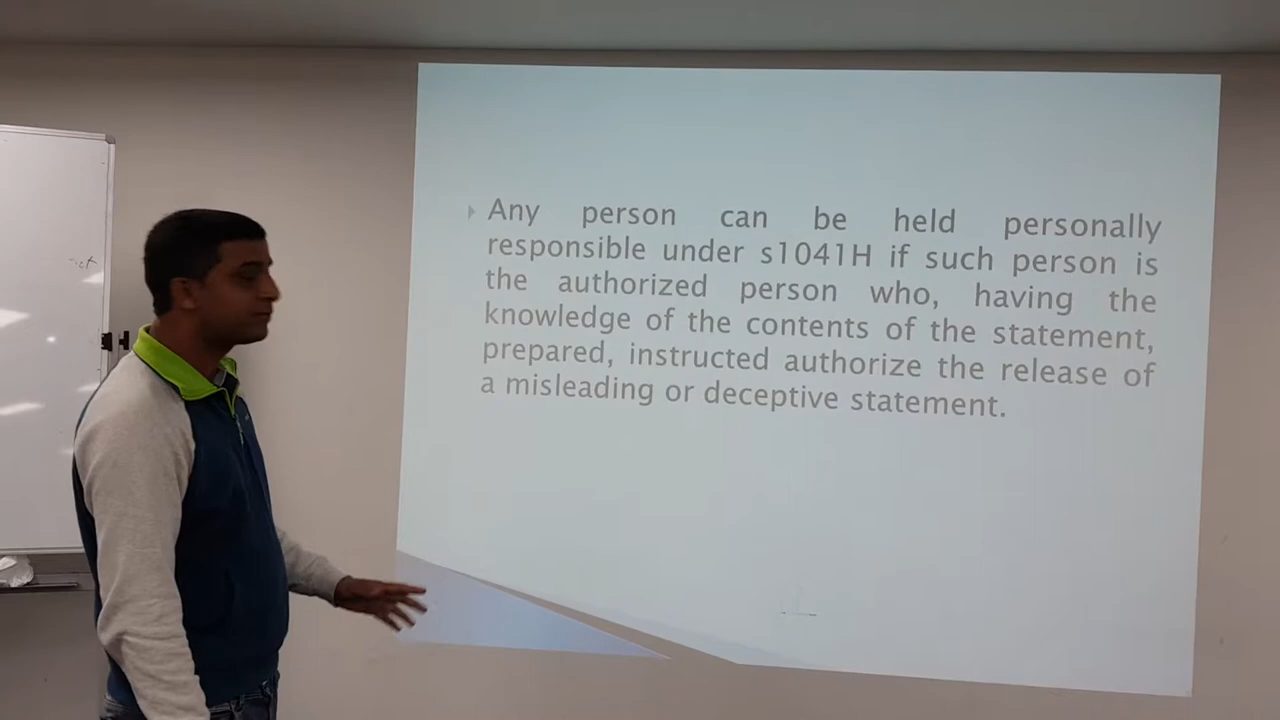 Any person can be held personally
responsible under s1041H if such person is
the authorized person who, having the
knowledge of the contents of the statement,
prepared, instructed authorize the release of
a misleading or deceptive statement.